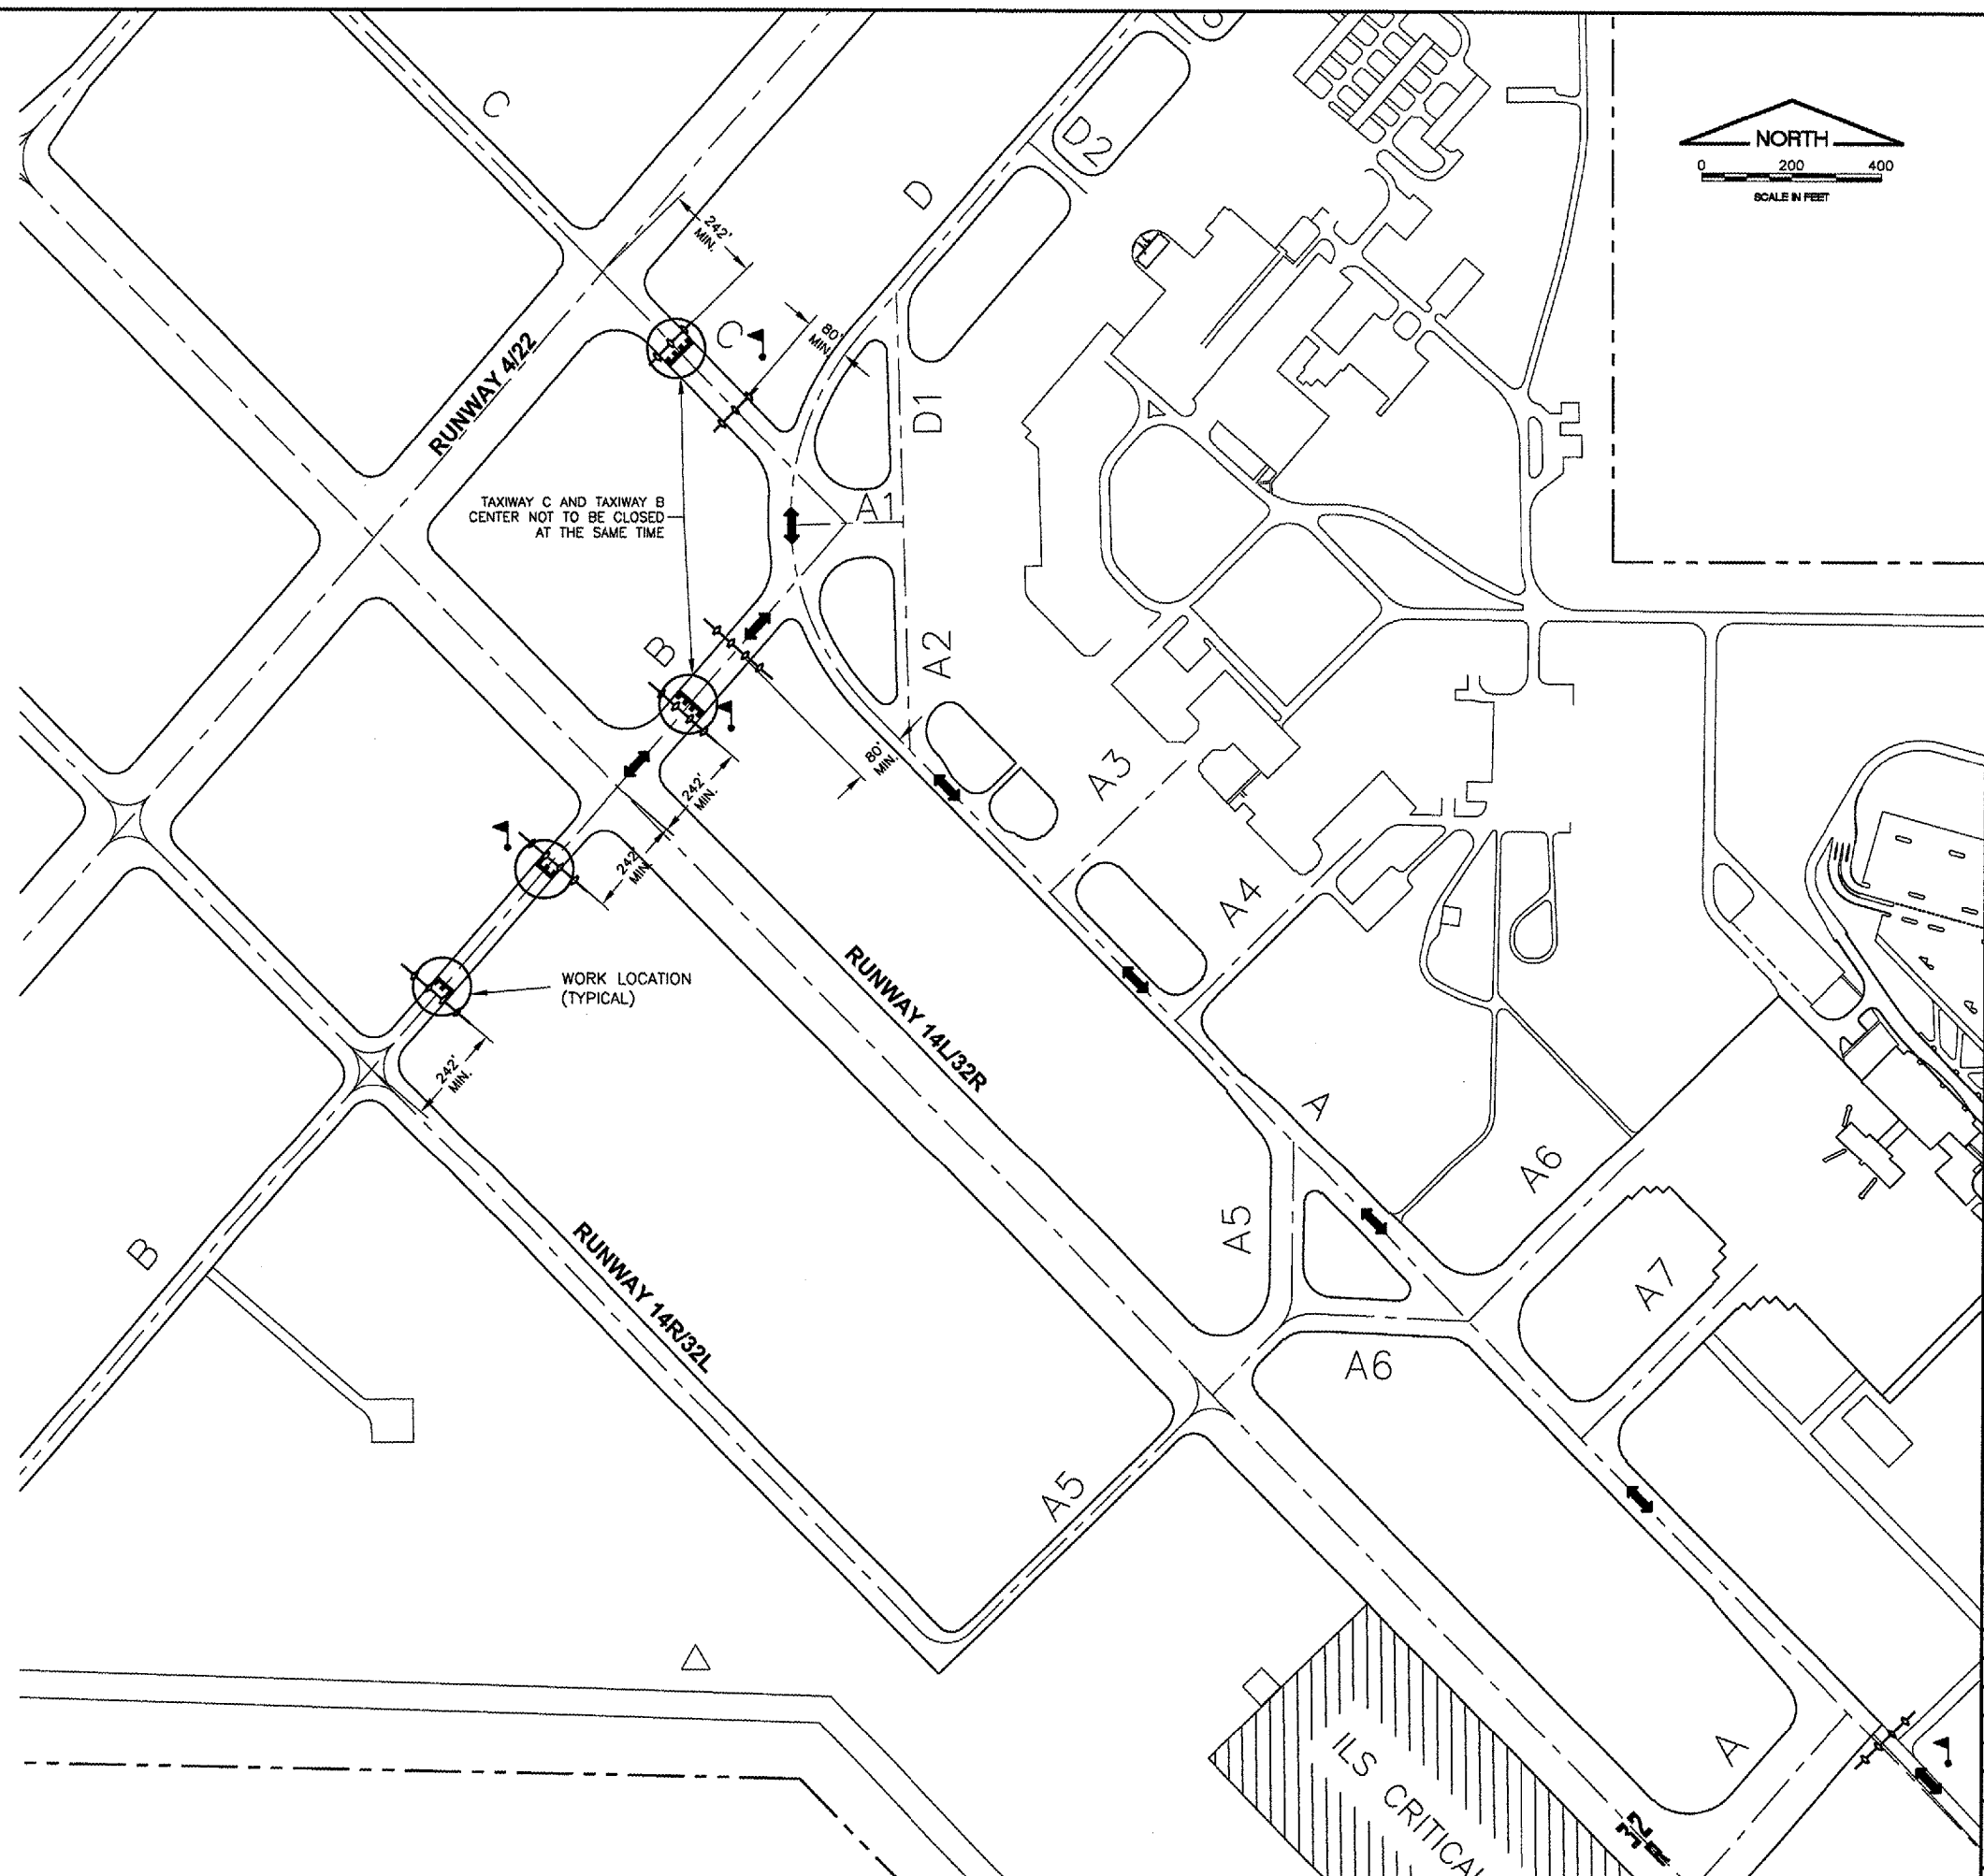 C
D
D2
NORTH
0 200 400
SCALE IN FEET
242'
MIN.
C
80'
MIN.
RUNWAY 4/22
D1
TAXIWAY C AND TAXIWAY B
CENTER NOT TO BE CLOSED
AT THE SAME TIME
A1
B
A2
80'
MIN.
242'
MIN.
A3
242'
MIN.
A4
WORK LOCATION
(TYPICAL)
RUNWAY 14L/32R
242'
MIN.
A
A6
A5
B
RUNWAY 14R/32L
A7
A6
A5
A
ILS CRITICAL